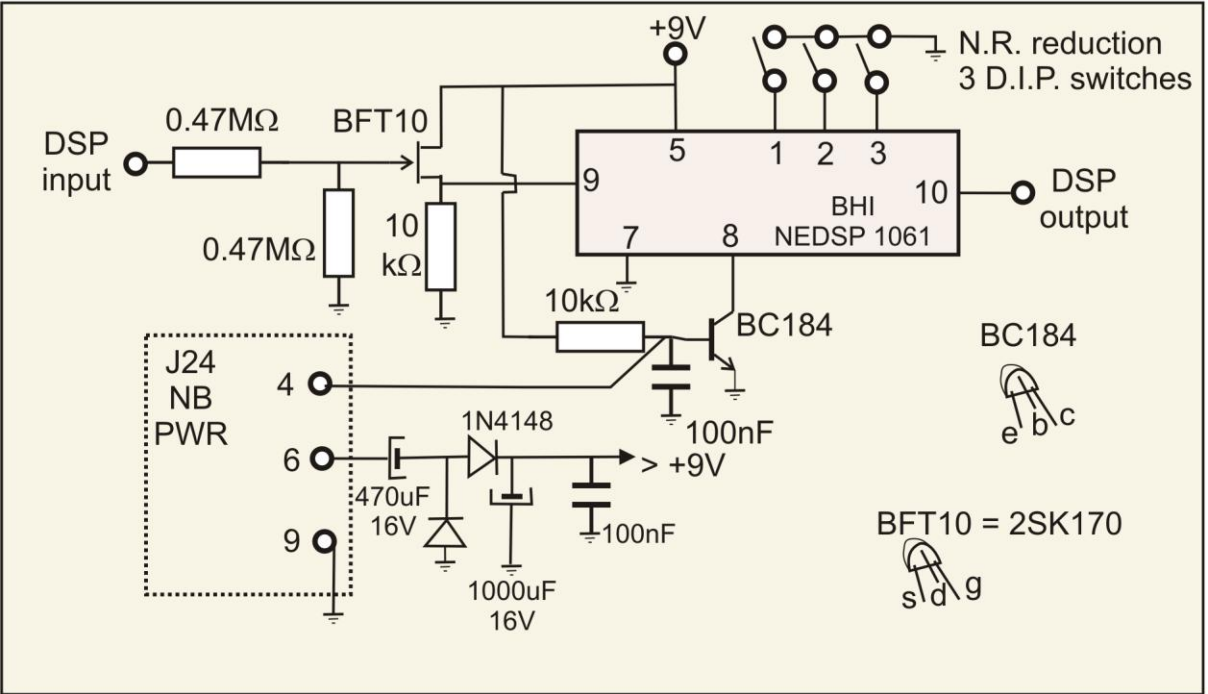 +9V
N.R. reduction
3 D.I.P. switches
0.47MΩ
BFT10
DSP
input
5
1
2
3
9
10
DSP
output
BHI
NEDSP 1061
7
8
0.47MΩ
10
kΩ
10kΩ
BC184
BC184
e
b
c
J24
NB
PWR
4
6
9
1N4148
100nF
> +9V
470uF
16V
100nF
1000uF
16V
BFT10 = 2SK170
s
d
g